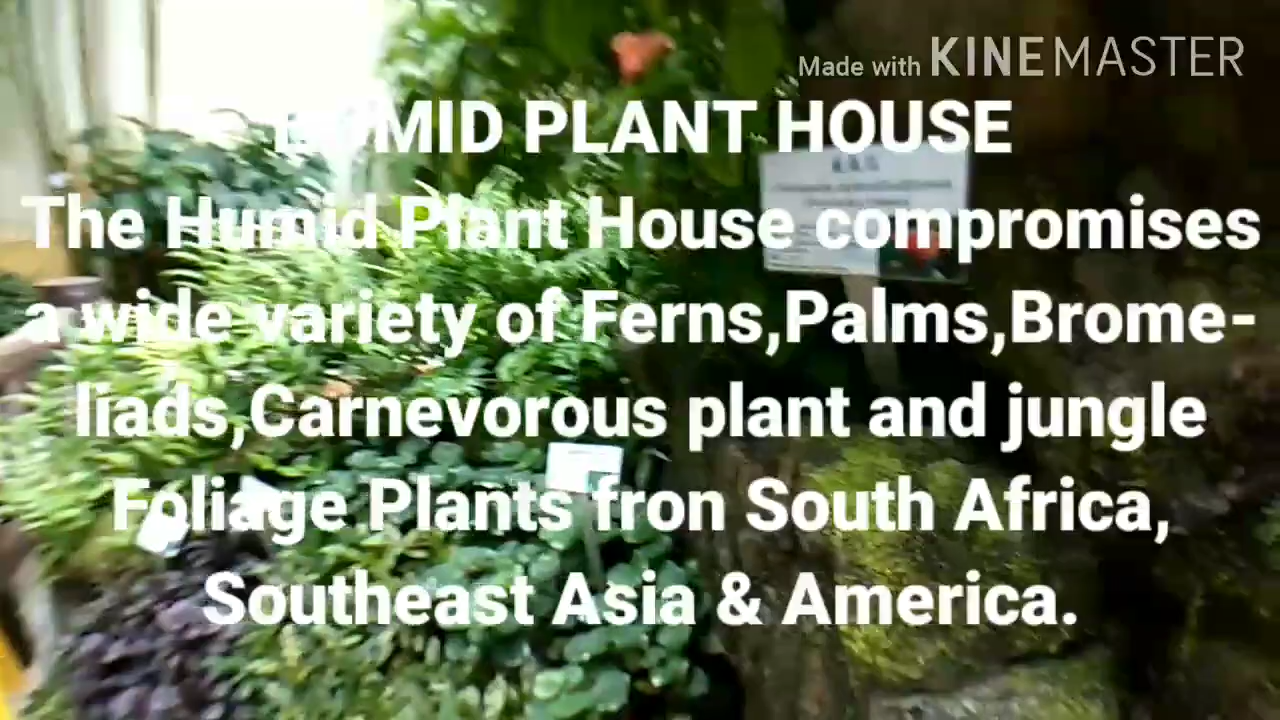 Made with KINEMASTER
HUMID PLANT HOUSE
The Humid Plant House compromises
a wide variety of Ferns,Palms,Brome-
liads,Carnevorous plant and jungle
Foliage Plants fron South Africa,
Southeast Asia & America.